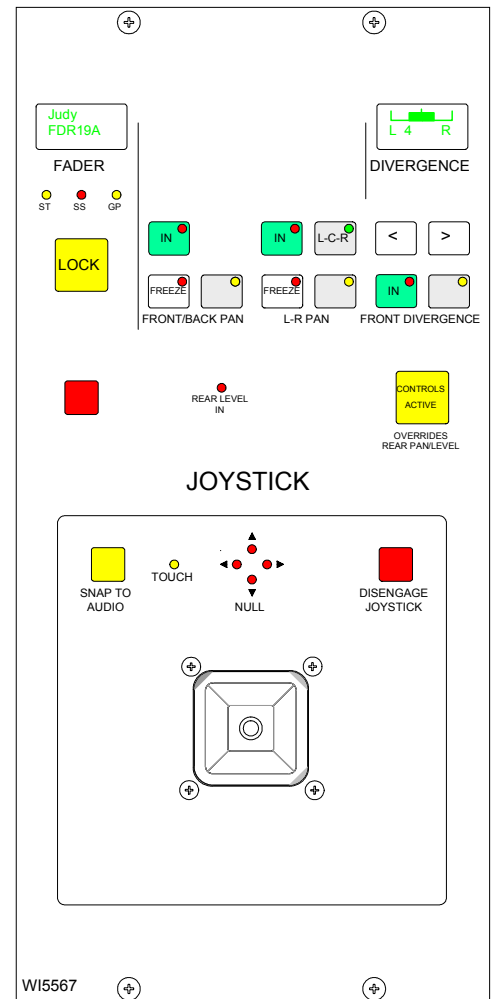 Judy
FDR19A
L 4 R
FADER
DIVERGENCE
ST SS GP
LOCK
IN
IN
L-C-R
<
>
FREEZE
FREEZE
IN
FRONT/BACK PAN
L-R PAN
FRONT DIVERGENCE
REAR LEVEL
IN
CONTROLS
ACTIVE
OVERRIDES
REAR PAN/LEVEL
JOYSTICK
SNAP TO
AUDIO
TOUCH
NULL
DISENGAGE
JOYSTICK
WI5567